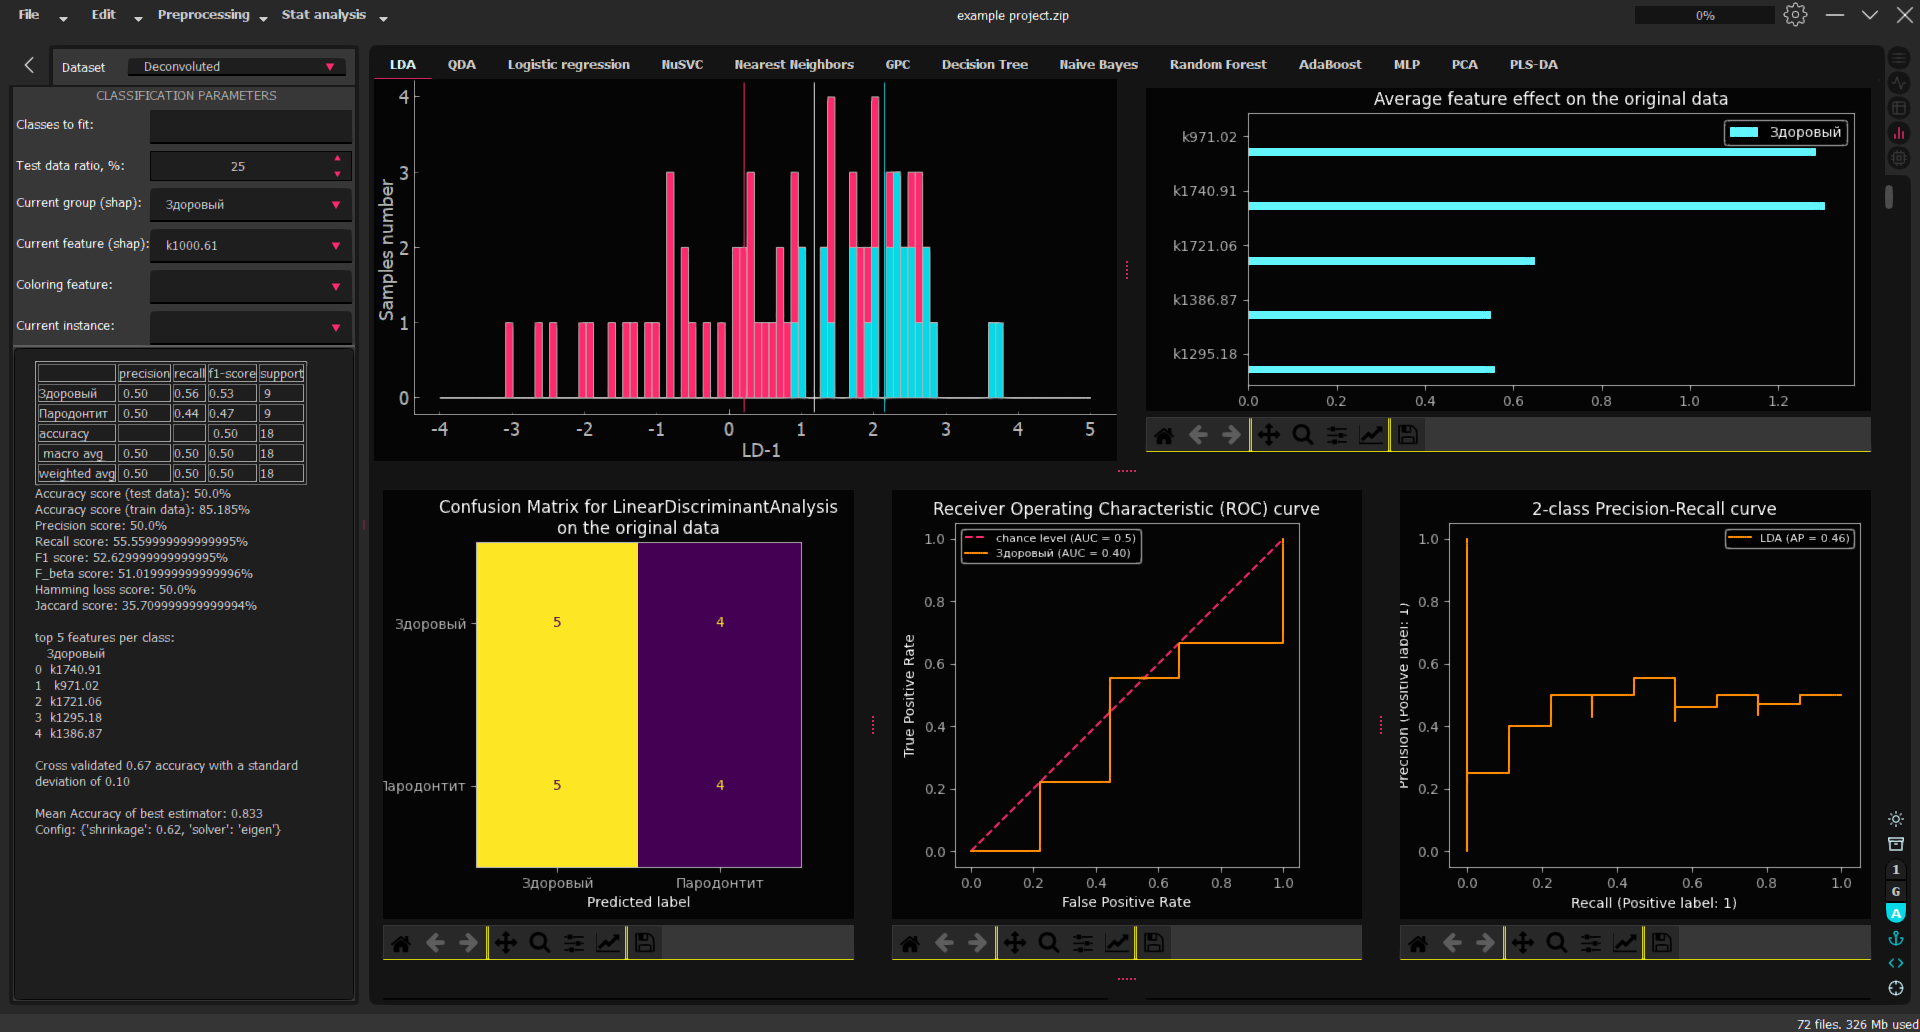 File Edit Preprocessing Stat analysis
example project.zip
0%
Dataset Deconvoluted
CLASSIFICATION PARAMETERS
Classes to fit:
Test data ratio, %: 25
Current group (shap): Здоровый
Current feature (shap): k1000.61
Coloring feature:
Current instance:
precision recall f1-score support
Здоровый 0.50 0.56 0.53 9
Пародонтит 0.50 0.44 0.47 9
accuracy 0.50 18
macro avg 0.50 0.50 0.50 18
weighted avg 0.50 0.50 0.50 18
Accuracy score (test data): 50.0%
Accuracy score (train data): 85.185%
Precision score: 50.0%
Recall score: 55.559999999999995%
F1 score: 52.629999999999995%
F_beta score: 51.019999999999996%
Hamming loss score: 50.0%
Jaccard score: 35.709999999999994%
top 5 features per class:
Здоровый
0 k1740.91
1 k971.02
2 k1721.06
3 k1295.18
4 k1386.87
Cross validated 0.67 accuracy with a standard
deviation of 0.10
Mean Accuracy of best estimator: 0.833
Config: {'shrinkage': 0.62, 'solver': 'eigen'}
LDA QDA Logistic regression NuSVC Nearest Neighbors GPC Decision Tree Naive Bayes Random Forest AdaBoost MLP PCA PLS-DA
Samples number
4
3
2
1
0
-4 -3 -2 -1 0 1 2 3 4 5
LD-1
Average feature effect on the original data
Здоровый
k971.02
k1740.91
k1721.06
k1386.87
k1295.18
0.0 0.2 0.4 0.6 0.8 1.0 1.2
Confusion Matrix for LinearDiscriminantAnalysis
on the original data
Здоровый 5 4
Пародонтит 5 4
Здоровый Пародонтит
Predicted label
Receiver Operating Characteristic (ROC) curve
chance level (AUC = 0.5)
Здоровый (AUC = 0.40)
True Positive Rate
1.0
0.8
0.6
0.4
0.2
0.0
0.0 0.2 0.4 0.6 0.8 1.0
False Positive Rate
2-class Precision-Recall curve
LDA (AP = 0.46)
Precision (Positive label: 1)
1.0
0.8
0.6
0.4
0.2
0.0
0.0 0.2 0.4 0.6 0.8 1.0
Recall (Positive label: 1)
1
G
A
72 files. 326 Mb used